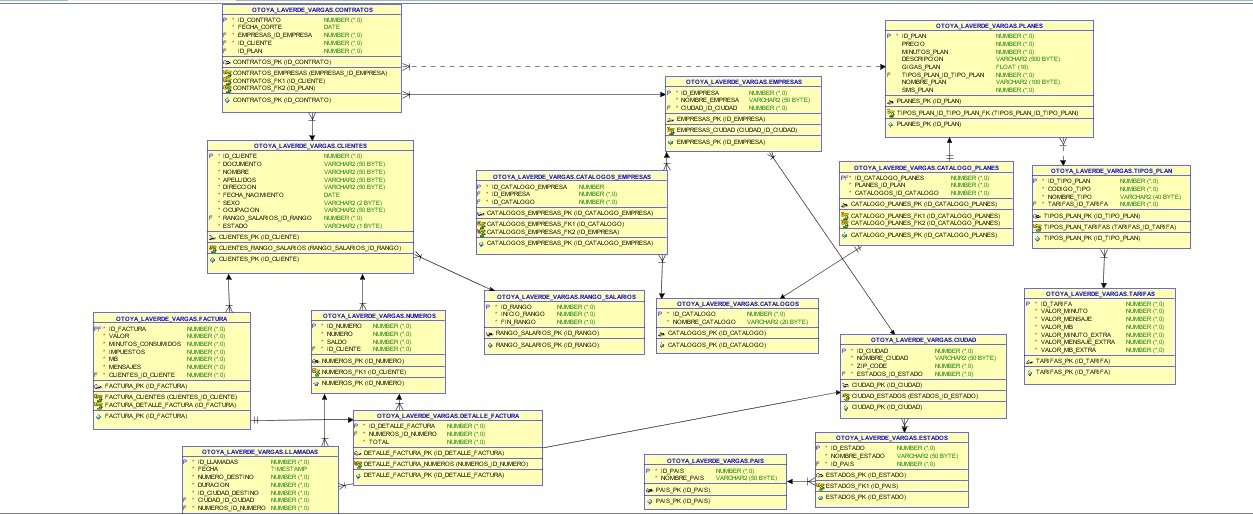 OTOYA_LAVERDE_VARGAS.CONTRATOS
P * ID_CONTRATO NUMBER (*,0)
* FECHA_CORTE DATE
F * EMPRESAS_ID_EMPRESA NUMBER (*,0)
F * ID_CLIENTE NUMBER (*,0)
F ID_PLAN NUMBER (*,0)
CONTRATOS_PK (ID_CONTRATO)
CONTRATOS_EMPRESAS (EMPRESAS_ID_EMPRESA)
CONTRATOS_FK1 (ID_CLIENTE)
CONTRATOS_FK2 (ID_PLAN)
CONTRATOS_PK (ID_CONTRATO)
OTOYA_LAVERDE_VARGAS.PLANES
P * ID_PLAN NUMBER (*,0)
PRECIO NUMBER (*,0)
MINUTOS_PLAN NUMBER (*,0)
DESCRIPCION VARCHAR2 (500 BYTE)
GIGAS_PLAN FLOAT (16)
F * TIPOS_PLAN_ID_TIPO_PLAN NUMBER (*,0)
NOMBRE_PLAN VARCHAR2 (100 BYTE)
SMS_PLAN NUMBER (*,0)
PLANES_PK (ID_PLAN)
TIPOS_PLAN_ID_TIPO_PLAN_FK (TIPOS_PLAN_ID_TIPO_PLAN)
PLANES_PK (ID_PLAN)
OTOYA_LAVERDE_VARGAS.EMPRESAS
P * ID_EMPRESA NUMBER (*,0)
* NOMBRE_EMPRESA VARCHAR2 (50 BYTE)
F * CIUDAD_ID_CIUDAD NUMBER (*,0)
EMPRESAS_PK (ID_EMPRESA)
EMPRESAS_CIUDAD (CIUDAD_ID_CIUDAD)
EMPRESAS_PK (ID_EMPRESA)
OTOYA_LAVERDE_VARGAS.CLIENTES
P * ID_CLIENTE NUMBER (*,0)
* DOCUMENTO VARCHAR2 (50 BYTE)
* NOMBRE VARCHAR2 (50 BYTE)
* APELLIDOS VARCHAR2 (50 BYTE)
* DIRECCION VARCHAR2 (50 BYTE)
* FECHA_NACIMIENTO DATE
* SEXO VARCHAR2 (2 BYTE)
* OCUPACION VARCHAR2 (50 BYTE)
F * RANGO_SALARIOS_ID_RANGO NUMBER (*,0)
* ESTADO VARCHAR2 (1 BYTE)
CLIENTES_PK (ID_CLIENTE)
CLIENTES_RANGO_SALARIOS (RANGO_SALARIOS_ID_RANGO)
CLIENTES_PK (ID_CLIENTE)
OTOYA_LAVERDE_VARGAS.CATALOGOS_EMPRESAS
P * ID_CATALOGO_EMPRESA NUMBER
F * ID_EMPRESA NUMBER (*,0)
F * ID_CATALOGO NUMBER (*,0)
CATALOGOS_EMPRESAS_PK (ID_CATALOGO_EMPRESA)
CATALOGOS_EMPRESAS_FK1 (ID_CATALOGO)
CATALOGOS_EMPRESAS_FK2 (ID_EMPRESA)
CATALOGOS_EMPRESAS_PK (ID_CATALOGO_EMPRESA)
OTOYA_LAVERDE_VARGAS.CATALOGO_PLANES
PF* ID_CATALOGO_PLANES NUMBER (*,0)
* PLANES_ID_PLAN NUMBER (*,0)
* CATALOGOS_ID_CATALOGO NUMBER (*,0)
CATALOGO_PLANES_PK (ID_CATALOGO_PLANES)
CATALOGO_PLANES_FK1 (ID_CATALOGO_PLANES)
CATALOGO_PLANES_FK2 (ID_CATALOGO_PLANES)
CATALOGO_PLANES_PK (ID_CATALOGO_PLANES)
OTOYA_LAVERDE_VARGAS.TIPOS_PLAN
P * ID_TIPO_PLAN NUMBER (*,0)
* CODIGO_TIPO NUMBER (*,0)
* NOMBRE_TIPO VARCHAR2 (40 BYTE)
F * TARIFAS_ID_TARIFA NUMBER (*,0)
TIPOS_PLAN_PK (ID_TIPO_PLAN)
TIPOS_PLAN_TARIFAS (TARIFAS_ID_TARIFA)
TIPOS_PLAN_PK (ID_TIPO_PLAN)
OTOYA_LAVERDE_VARGAS.FACTURA
PF* ID_FACTURA NUMBER (*,0)
* VALOR NUMBER (*,0)
* MINUTOS_CONSUMIDOS NUMBER (*,0)
* IMPUESTOS NUMBER (*,0)
* MB NUMBER (*,0)
* MENSAJES NUMBER (*,0)
F * CLIENTES_ID_CLIENTE NUMBER (*,0)
FACTURA_PK (ID_FACTURA)
FACTURA_CLIENTES (CLIENTES_ID_CLIENTE)
FACTURA_DETALLE_FACTURA (ID_FACTURA)
FACTURA_PK (ID_FACTURA)
OTOYA_LAVERDE_VARGAS.NUMEROS
P * ID_NUMERO NUMBER (*,0)
* NUMERO NUMBER (*,0)
* SALDO NUMBER (*,0)
F * ID_CLIENTE NUMBER (*,0)
NUMEROS_PK (ID_NUMERO)
NUMEROS_FK1 (ID_CLIENTE)
NUMEROS_PK (ID_NUMERO)
OTOYA_LAVERDE_VARGAS.RANGO_SALARIOS
P * ID_RANGO NUMBER (*,0)
* INICIO_RANGO NUMBER (*,0)
* FIN_RANGO NUMBER (*,0)
RANGO_SALARIOS_PK (ID_RANGO)
RANGO_SALARIOS_PK (ID_RANGO)
OTOYA_LAVERDE_VARGAS.CATALOGOS
P * ID_CATALOGO NUMBER (*,0)
* NOMBRE_CATALOGO VARCHAR2 (20 BYTE)
CATALOGOS_PK (ID_CATALOGO)
CATALOGOS_PK (ID_CATALOGO)
OTOYA_LAVERDE_VARGAS.TARIFAS
P * ID_TARIFA NUMBER (*,0)
* VALOR_MINUTO NUMBER (*,0)
* VALOR_MENSAJE NUMBER (*,0)
* VALOR_MB NUMBER (*,0)
* VALOR_MINUTO_EXTRA NUMBER (*,0)
* VALOR_MENSAJE_EXTRA NUMBER (*,0)
* VALOR_MB_EXTRA NUMBER (*,0)
TARIFAS_PK (ID_TARIFA)
TARIFAS_PK (ID_TARIFA)
OTOYA_LAVERDE_VARGAS.CIUDAD
P * ID_CIUDAD NUMBER (*,0)
* NOMBRE_CIUDAD VARCHAR2 (50 BYTE)
* ZIP_CODE NUMBER (*,0)
F * ESTADOS_ID_ESTADO NUMBER (*,0)
CIUDAD_PK (ID_CIUDAD)
CIUDAD_ESTADOS (ESTADOS_ID_ESTADO)
CIUDAD_PK (ID_CIUDAD)
OTOYA_LAVERDE_VARGAS.DETALLE_FACTURA
P * ID_DETALLE_FACTURA NUMBER (*,0)
F * NUMEROS_ID_NUMERO NUMBER (*,0)
* TOTAL NUMBER (*,0)
DETALLE_FACTURA_PK (ID_DETALLE_FACTURA)
DETALLE_FACTURA_NUMEROS (NUMEROS_ID_NUMERO)
DETALLE_FACTURA_PK (ID_DETALLE_FACTURA)
OTOYA_LAVERDE_VARGAS.LLAMADAS
P * ID_LLAMADAS NUMBER (*,0)
* FECHA TIMESTAMP
* NUMERO_DESTINO NUMBER (*,0)
* DURACION NUMBER (*,0)
* ID_CIUDAD_DESTINO NUMBER (*,0)
F * CIUDAD_ID_CIUDAD NUMBER (*,0)
F * NUMEROS_ID_NUMERO NUMBER (*,0)
OTOYA_LAVERDE_VARGAS.PAIS
P * ID_PAIS NUMBER (*,0)
* NOMBRE_PAIS VARCHAR2 (50 BYTE)
PAIS_PK (ID_PAIS)
PAIS_PK (ID_PAIS)
OTOYA_LAVERDE_VARGAS.ESTADOS
P * ID_ESTADO NUMBER (*,0)
* NOMBRE_ESTADO VARCHAR2 (50 BYTE)
F * ID_PAIS NUMBER (*,0)
ESTADOS_PK (ID_ESTADO)
ESTADOS_FK1 (ID_PAIS)
ESTADOS_PK (ID_ESTADO)